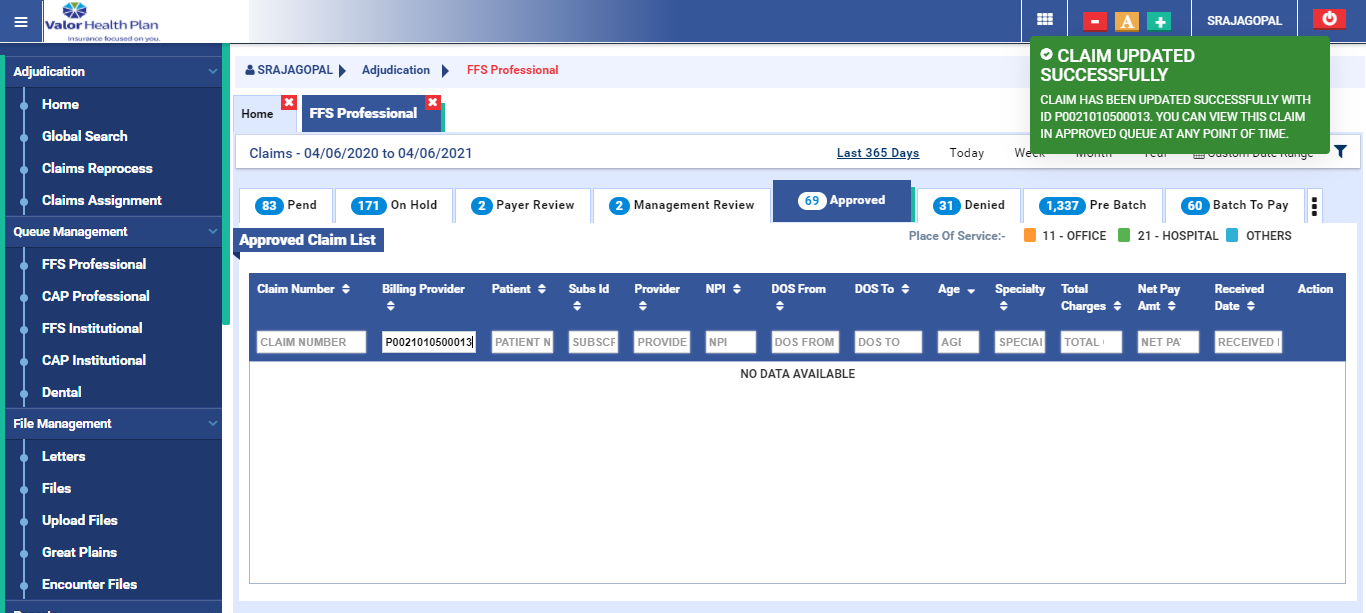 Valor Health Plan
Insurance focused on you.
A
SRAJAGOPAL
CLAIM UPDATED
SUCCESSFULLY
CLAIM HAS BEEN UPDATED SUCCESSFULLY WITH
ID P0021010500013. YOU CAN VIEW THIS CLAIM
IN APPROVED QUEUE AT ANY POINT OF TIME.
Adjudication
Home
Global Search
Claims Reprocess
Claims Assignment
Queue Management
FFS Professional
CAP Professional
FFS Institutional
CAP Institutional
Dental
File Management
Letters
Files
Upload Files
Great Plains
Encounter Files
SRAJAGOPAL Adjudication FFS Professional
Home FFS Professional
Claims - 04/06/2020 to 04/06/2021 Last 365 Days Today Week Month Year Custom Date Range
83 Pend 171 On Hold 2 Payer Review 2 Management Review 69 Approved 31 Denied 1,337 Pre Batch 60 Batch To Pay
Approved Claim List Place Of Service:- 11 - OFFICE 21 - HOSPITAL OTHERS
Claim Number Billing Provider Patient Subs Id Provider NPI DOS From DOS To Age Specialty Total Charges Net Pay Amt Received Date Action
CLAIM NUMBER P0021010500013 PATIENT N SUBSCF PROVIDE NPI DOS FROM DOS TO AGE SPECIAI TOTAL NET PA RECEIVED
NO DATA AVAILABLE